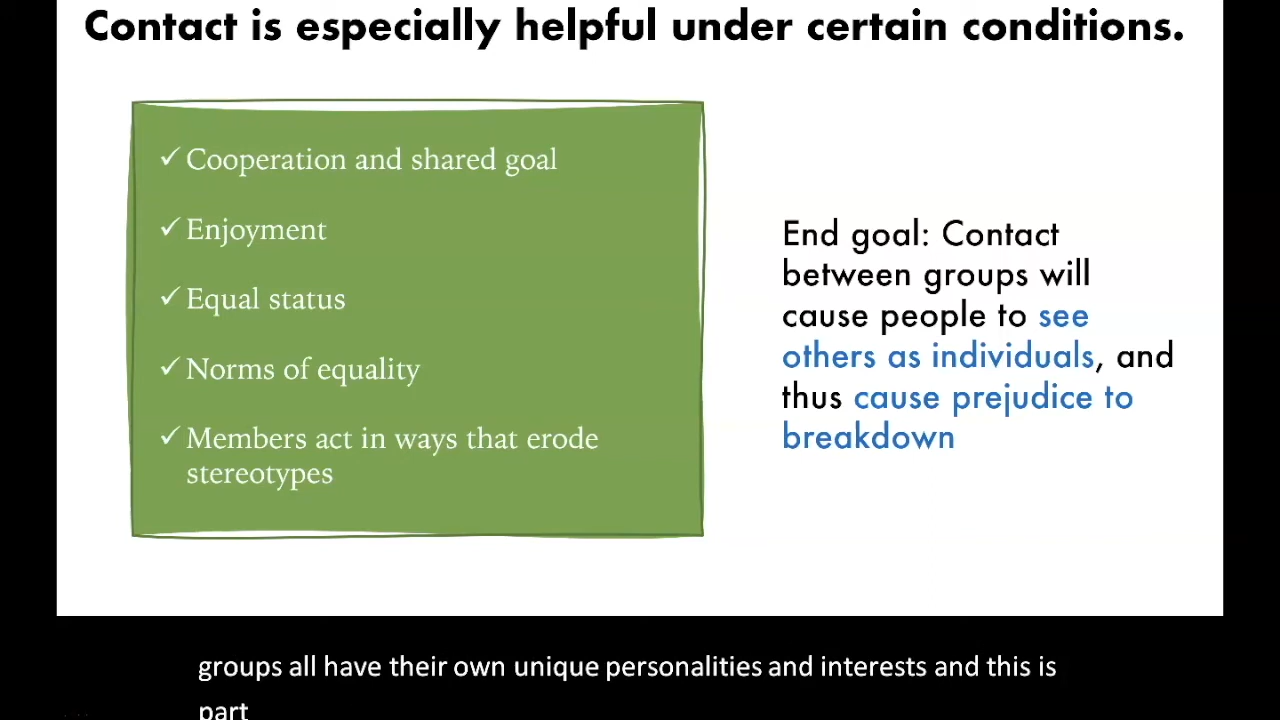 Contact is especially helpful under certain conditions.
✓ Cooperation and shared goal
✓ Enjoyment
✓ Equal status
✓ Norms of equality
✓ Members act in ways that erode
stereotypes
End goal: Contact
between groups will
cause people to see
others as individuals, and
thus cause prejudice to
breakdown
groups all have their own unique personalities and interests and this is
part